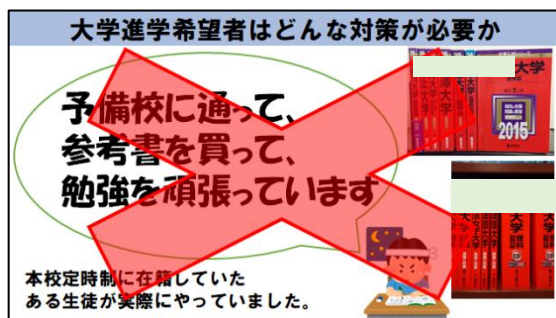 大学進学希望者はどんな対策が必要か
予備校に通って、
参考書を買って、
勉強を頑張っています
本校定時制に在籍していた
ある生徒が実際にやっていました。
大学
2015
大学